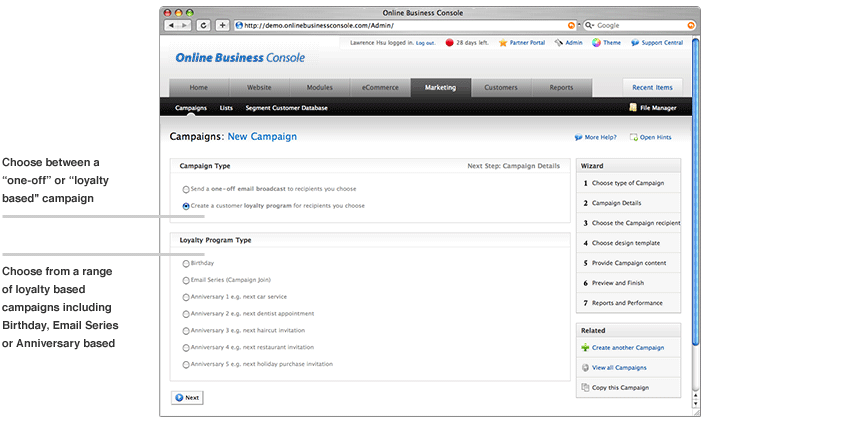 Online Business Console
http://demo.onlinebusinessconsole.com/Admin/
Google
Lawrence Hsu logged in. Log out.
28 days left.
Partner Portal
Admin
Theme
Support Central
Online Business Console
Home
Website
Modules
eCommerce
Marketing
Customers
Reports
Recent Items
Campaigns
Lists
Segment Customer Database
File Manager
Campaigns: New Campaign
More Help?
Open Hints
Choose between a
“one-off” or “loyalty
based" campaign
Campaign Type
Next Step: Campaign Details
Send a one-off email broadcast to recipients you choose
Create a customer loyalty program for recipients you choose
Loyalty Program Type
Choose from a range
of loyalty based
campaigns including
Birthday, Email Series
or Anniversary based
Birthday
Email Series (Campaign Join)
Anniversary 1 e.g. next car service
Anniversary 2 e.g. next dentist appointment
Anniversary 3 e.g. next haircut invitation
Anniversary 4 e.g. next restaurant invitation
Anniversary 5 e.g. next holiday purchase invitation
Next
Wizard
1 Choose type of Campaign
2 Campaign Details
3 Choose the Campaign recipient
4 Choose design template
5 Provide Campaign content
6 Preview and Finish
7 Reports and Performance
Related
Create another Campaign
View all Campaigns
Copy this Campaign